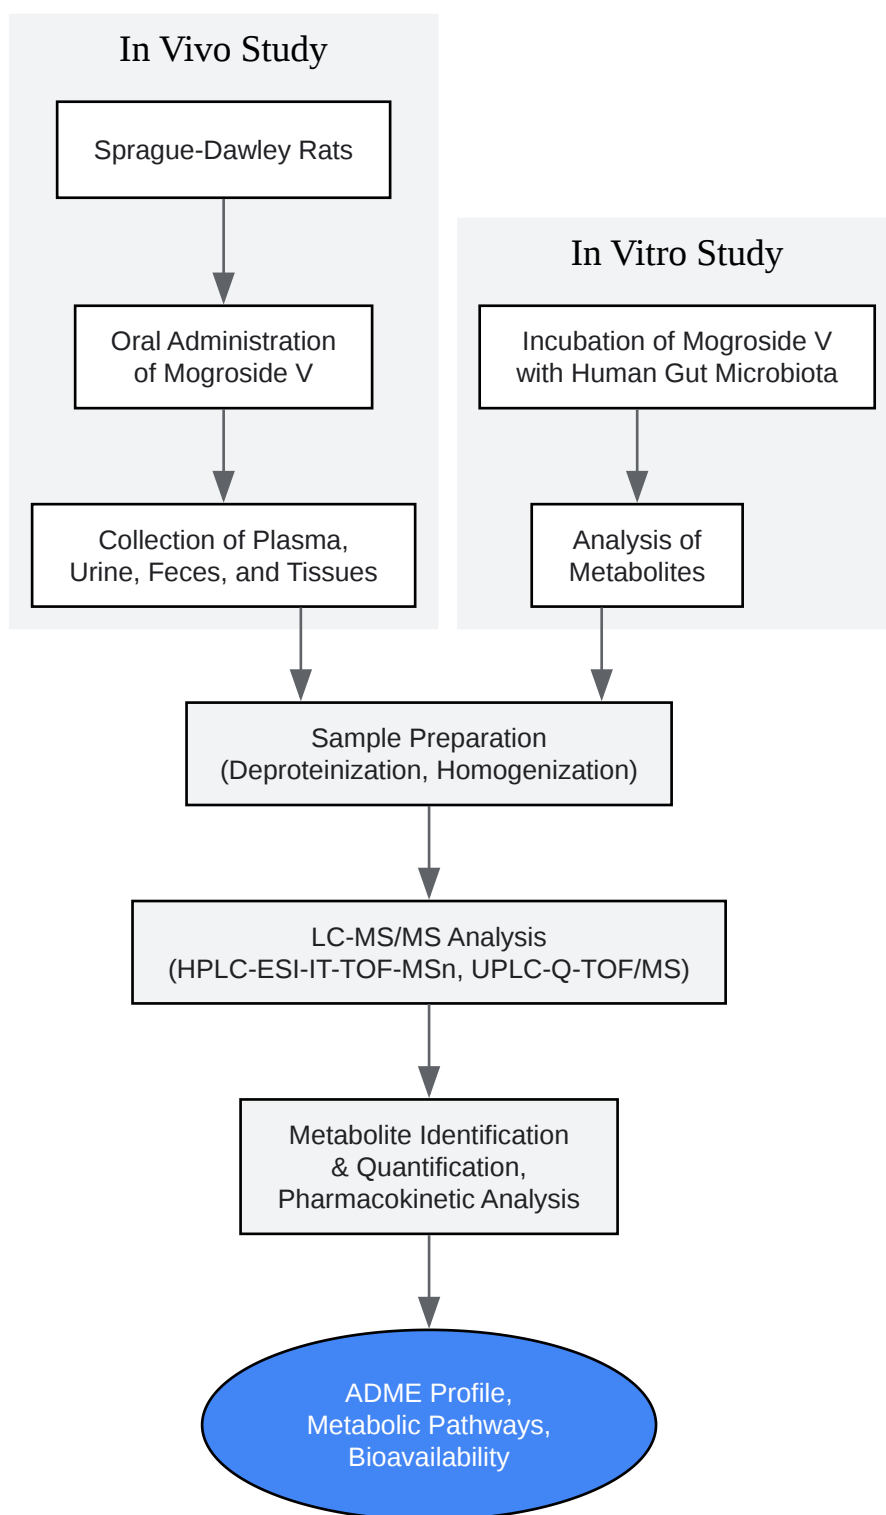 In Vivo Study
Sprague-Dawley Rats
Oral Administration
of Mogroside V
Collection of Plasma,
Urine, Feces, and Tissues
In Vitro Study
Incubation of Mogroside V
with Human Gut Microbiota
Analysis of
Metabolites
Sample Preparation
(Deproteinization, Homogenization)
LC-MS/MS Analysis
(HPLC-ESI-IT-TOF-MSn, UPLC-Q-TOF/MS)
Metabolite Identification
& Quantification,
Pharmacokinetic Analysis
ADME Profile,
Metabolic Pathways,
Bioavailability